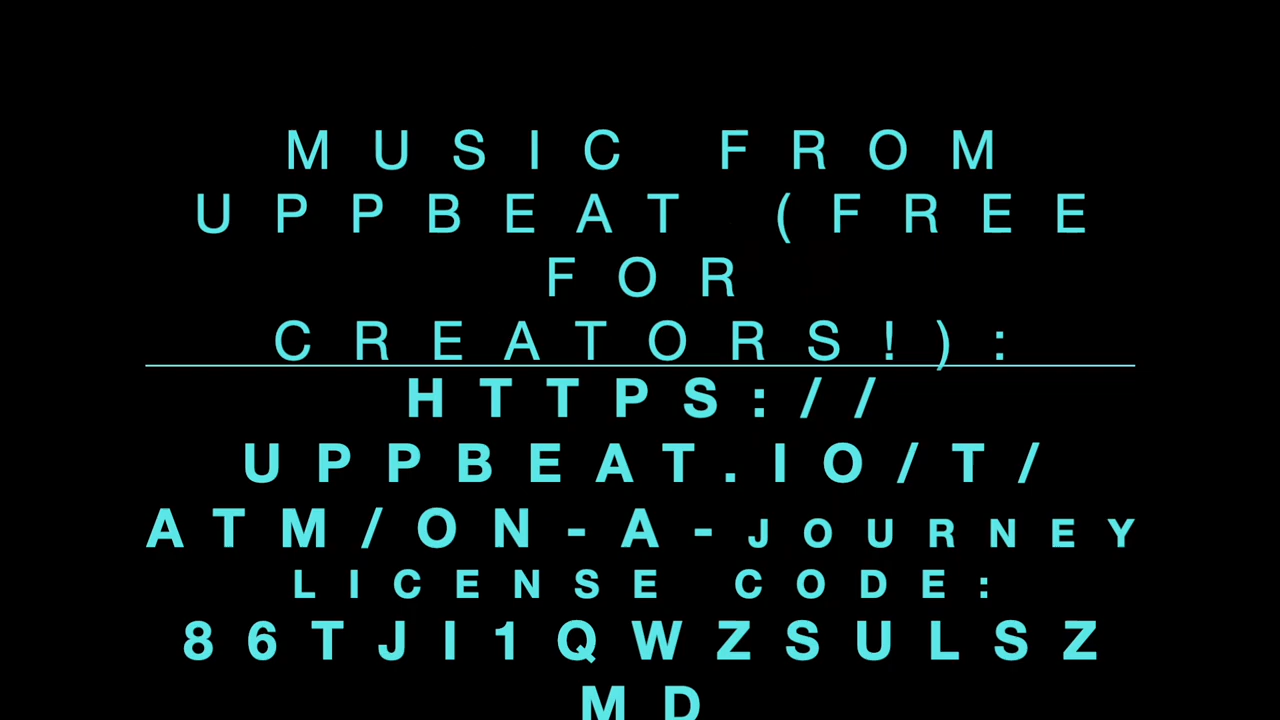 MUSIC FROM
UPPBEAT (FREE
FOR
CREATORS!):
HTTPS://
UPPBEAT.IO/T/
ATM/ON-A-JOURNEY
LICENSE CODE:
86TJI1QWZSULSZ
MD